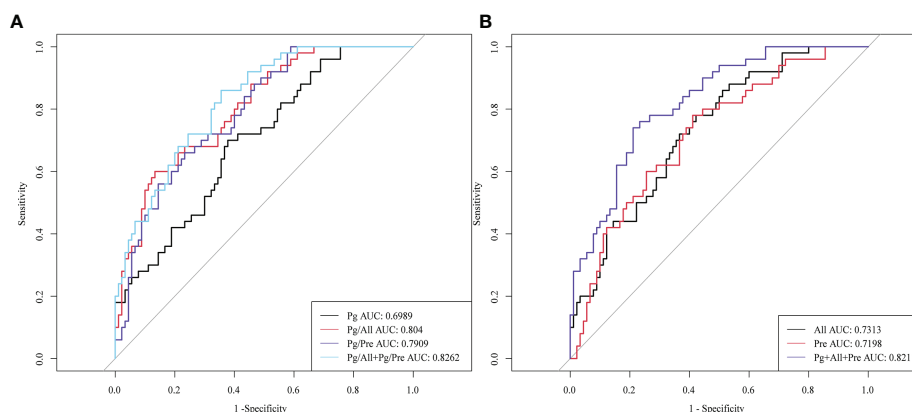 A
1.0
0.8
0.6
0.4
0.2
0.0
Sensitivity
0.0 0.2 0.4 0.6 0.8 1.0
1 -Specificity
Pg AUC: 0.6989
Pg/All AUC: 0.804
Pg/Pre AUC: 0.7909
Pg/All+Pg/Pre AUC: 0.8262
B
1.0
0.8
0.6
0.4
0.2
0.0
Sensitivity
0.0 0.2 0.4 0.6 0.8 1.0
1 -Specificity
All AUC: 0.7313
Pre AUC: 0.7198
Pg+All+Pre AUC: 0.821